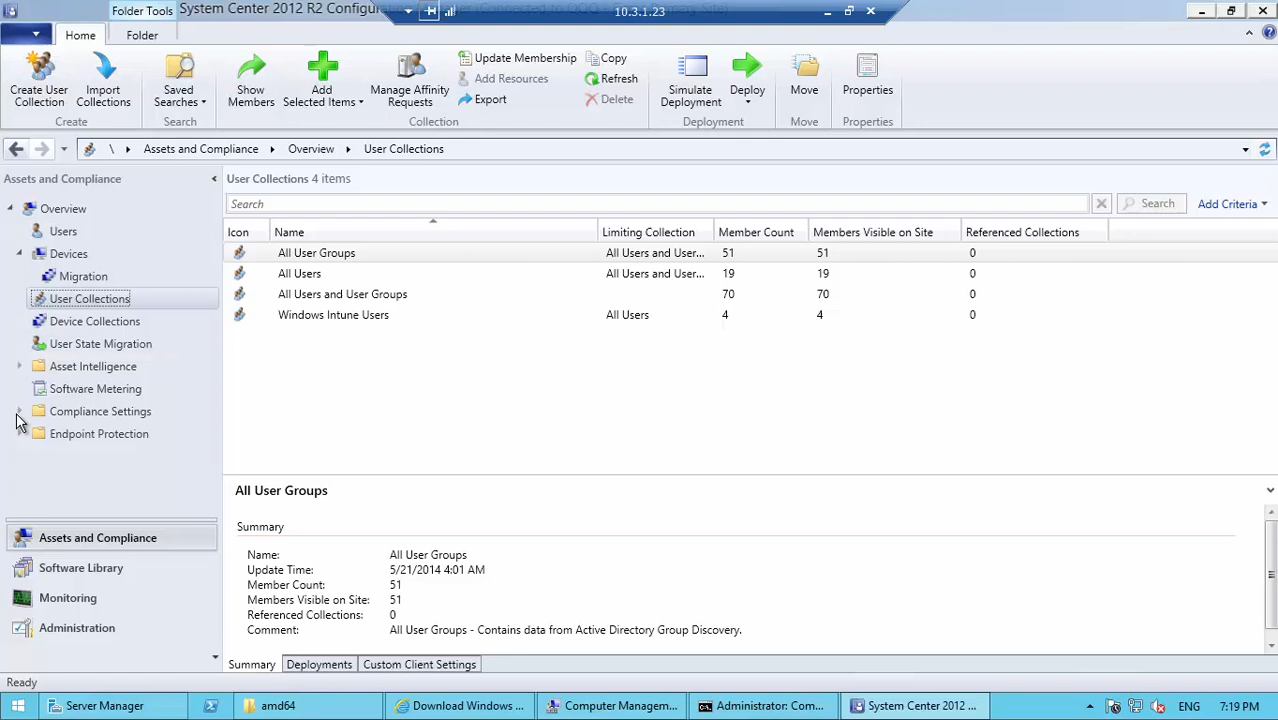 Folder Tools
System Center 2012 R2 Configur
10.3.1.23
Home
Folder
Create User Collection
Import Collections
Saved Searches
Show Members
Add Selected Items
Manage Affinity Requests
Update Membership
Add Resources
Export
Copy
Refresh
Delete
Simulate Deployment
Deploy
Move
Properties
Create
Search
Collection
Deployment
Move
Properties
\ Assets and Compliance Overview User Collections
Assets and Compliance
Overview
Users
Devices
Migration
User Collections
Device Collections
User State Migration
Asset Intelligence
Software Metering
Compliance Settings
Endpoint Protection
Assets and Compliance
Software Library
Monitoring
Administration
User Collections 4 items
Search
Search
Add Criteria
Icon Name Limiting Collection Member Count Members Visible on Site Referenced Collections
All User Groups All Users and User... 51 51 0
All Users All Users and User... 19 19 0
All Users and User Groups 70 70 0
Windows Intune Users All Users 4 4 0
All User Groups
Summary
Name: All User Groups
Update Time: 5/21/2014 4:01 AM
Member Count: 51
Members Visible on Site: 51
Referenced Collections: 0
Comment: All User Groups - Contains data from Active Directory Group Discovery.
Summary Deployments Custom Client Settings
Ready
Server Manager
amd64
Download Windows ...
Computer Managem...
Administrator: Com...
System Center 2012 ...
ENG
7:19 PM